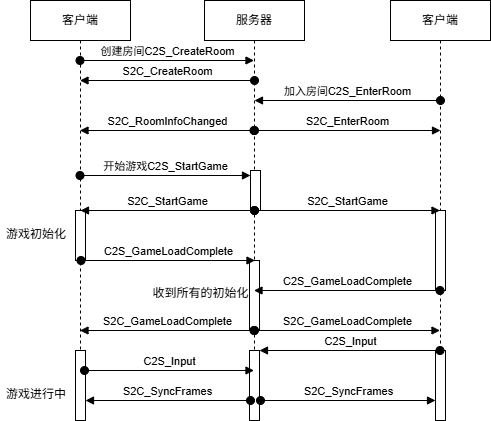 客户端
服务器
客户端
创建房间C2S_CreateRoom
S2C_CreateRoom
加入房间C2S_EnterRoom
S2C_RoomInfoChanged
S2C_EnterRoom
开始游戏C2S_StartGame
S2C_StartGame
S2C_StartGame
游戏初始化
C2S_GameLoadComplete
C2S_GameLoadComplete
收到所有的初始化
S2C_GameLoadComplete
S2C_GameLoadComplete
C2S_Input
C2S_Input
游戏进行中
S2C_SyncFrames
S2C_SyncFrames